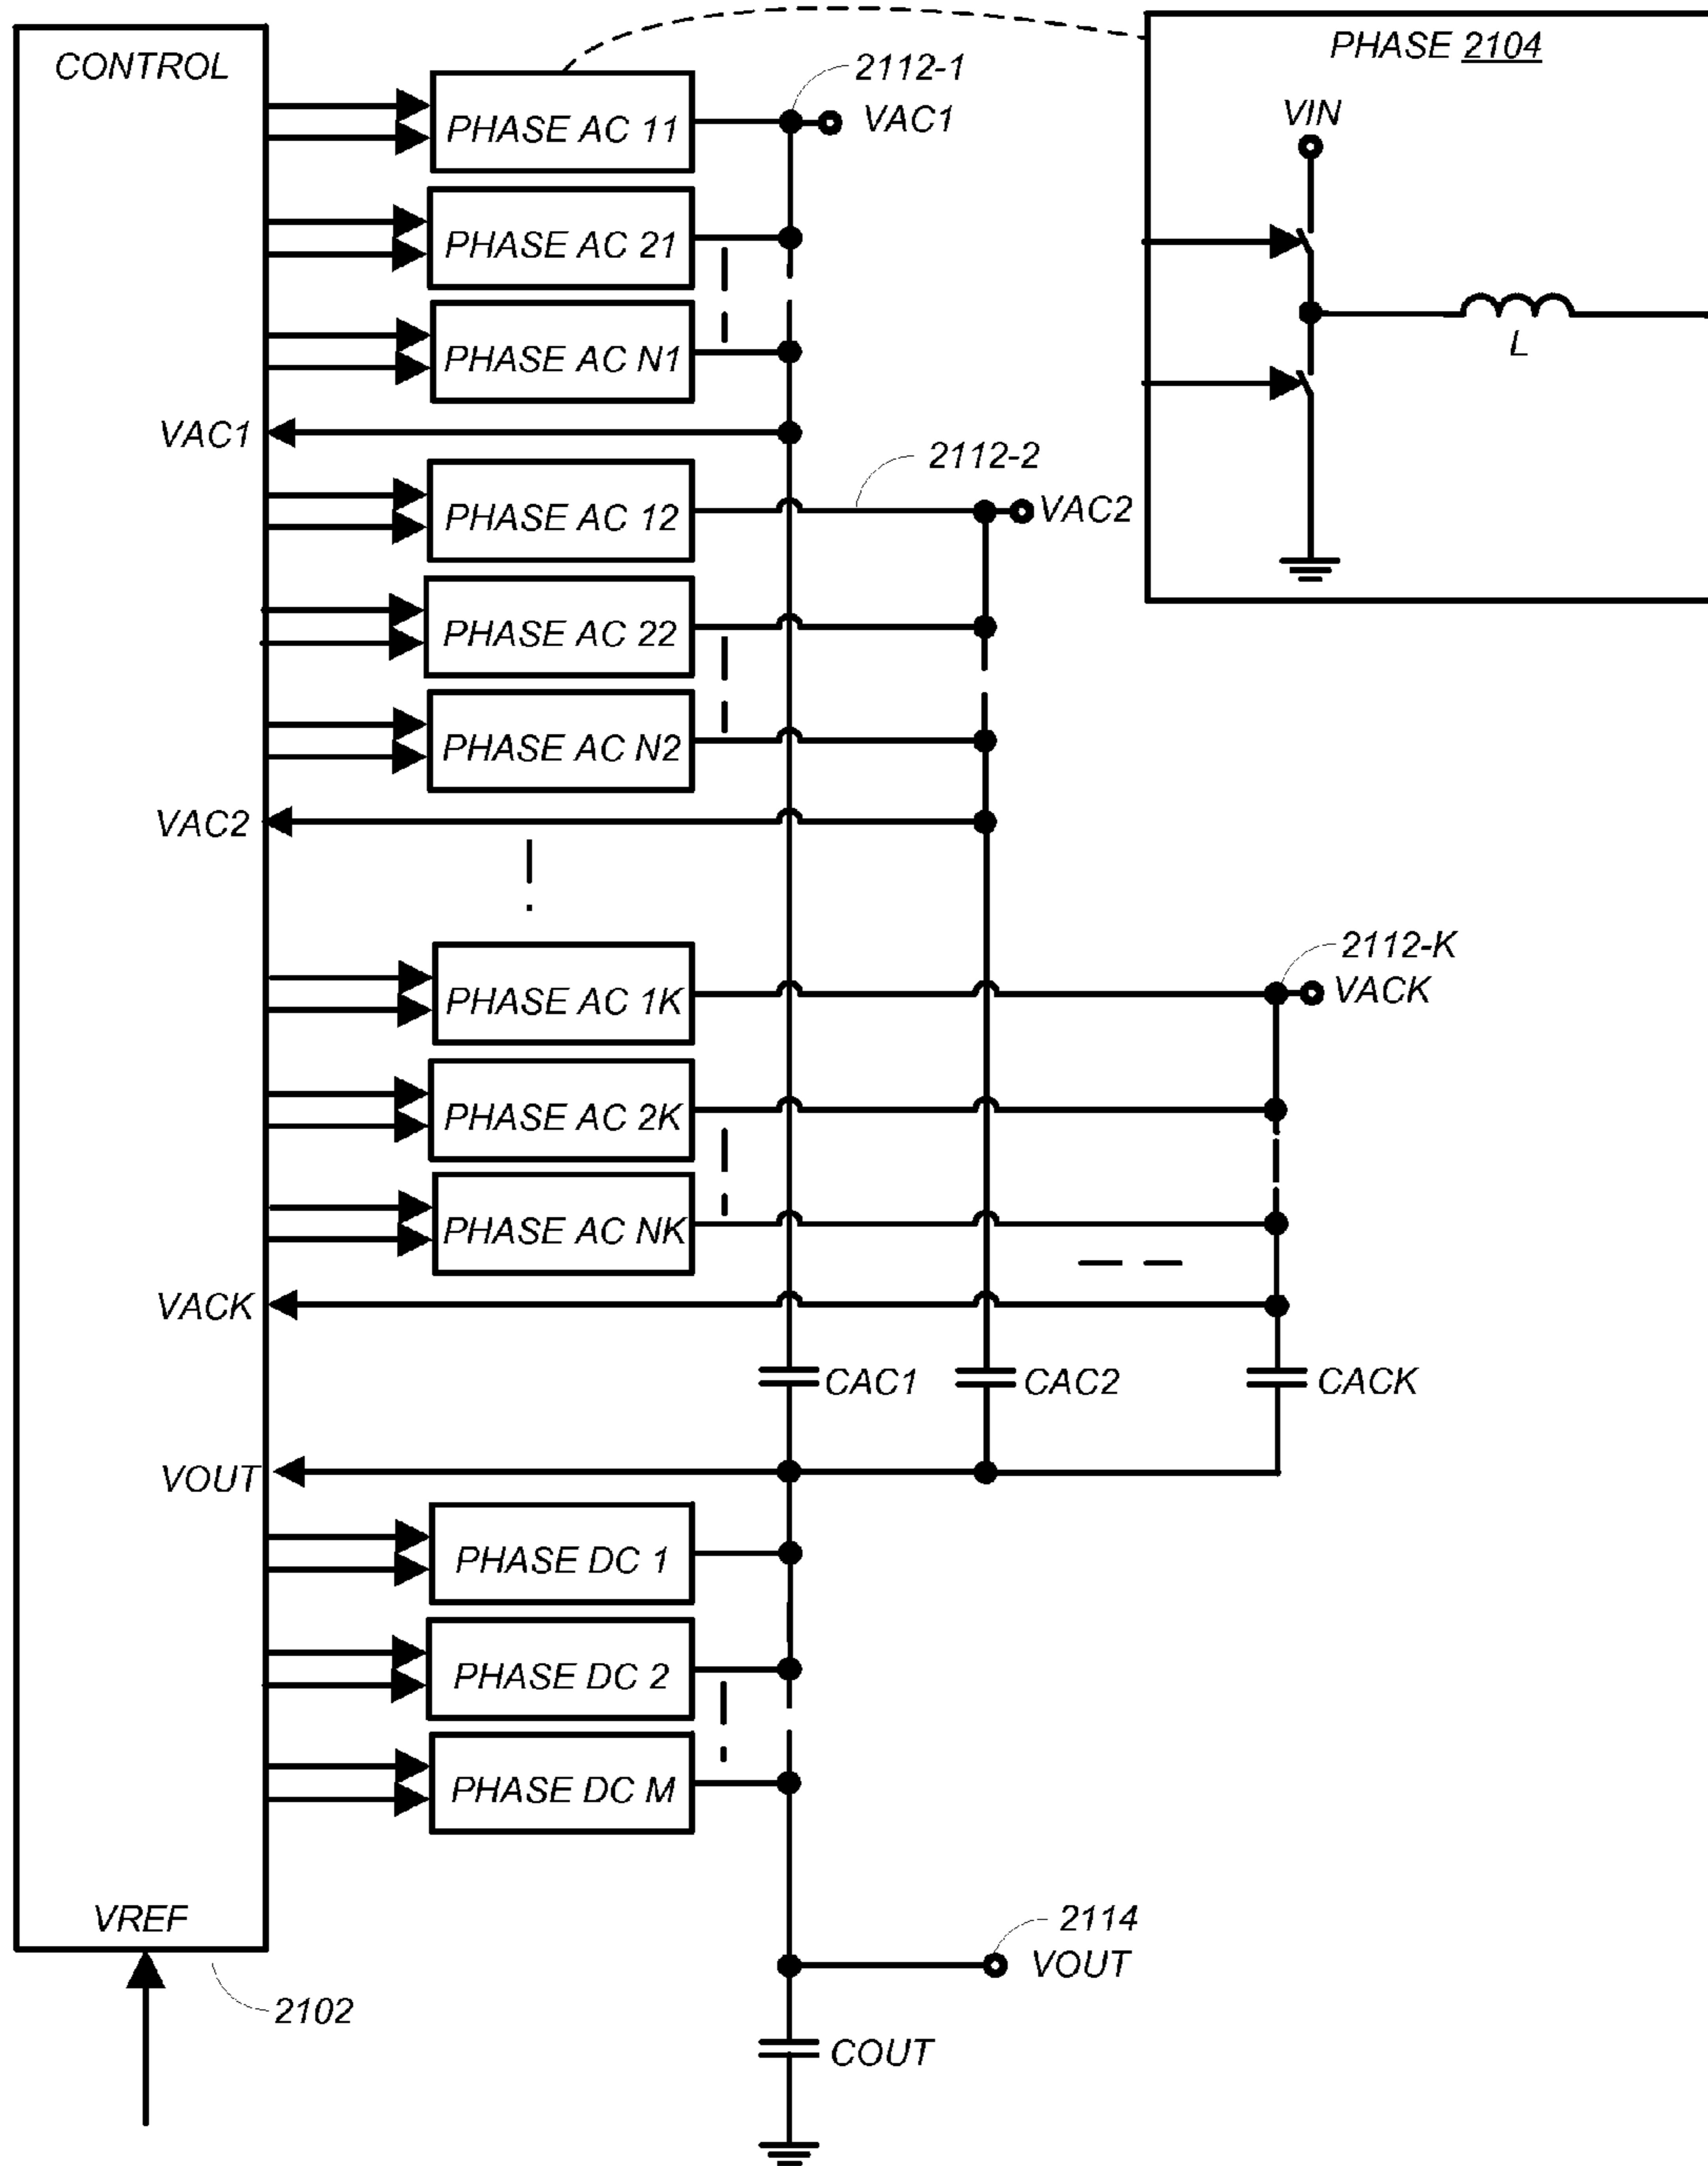 CONTROL
PHASE 2104
2112-1
VAC1
VIN
PHASE AC 11
PHASE AC 21
L
PHASE AC N1
VAC1
2112-2
PHASE AC 12
VAC2
PHASE AC 22
PHASE AC N2
VAC2
2112-K
PHASE AC 1K
VACK
PHASE AC 2K
PHASE AC NK
VACK
CAC1
CAC2
CACK
VOUT
PHASE DC 1
PHASE DC 2
PHASE DC M
VREF
2114
VOUT
2102
COUT